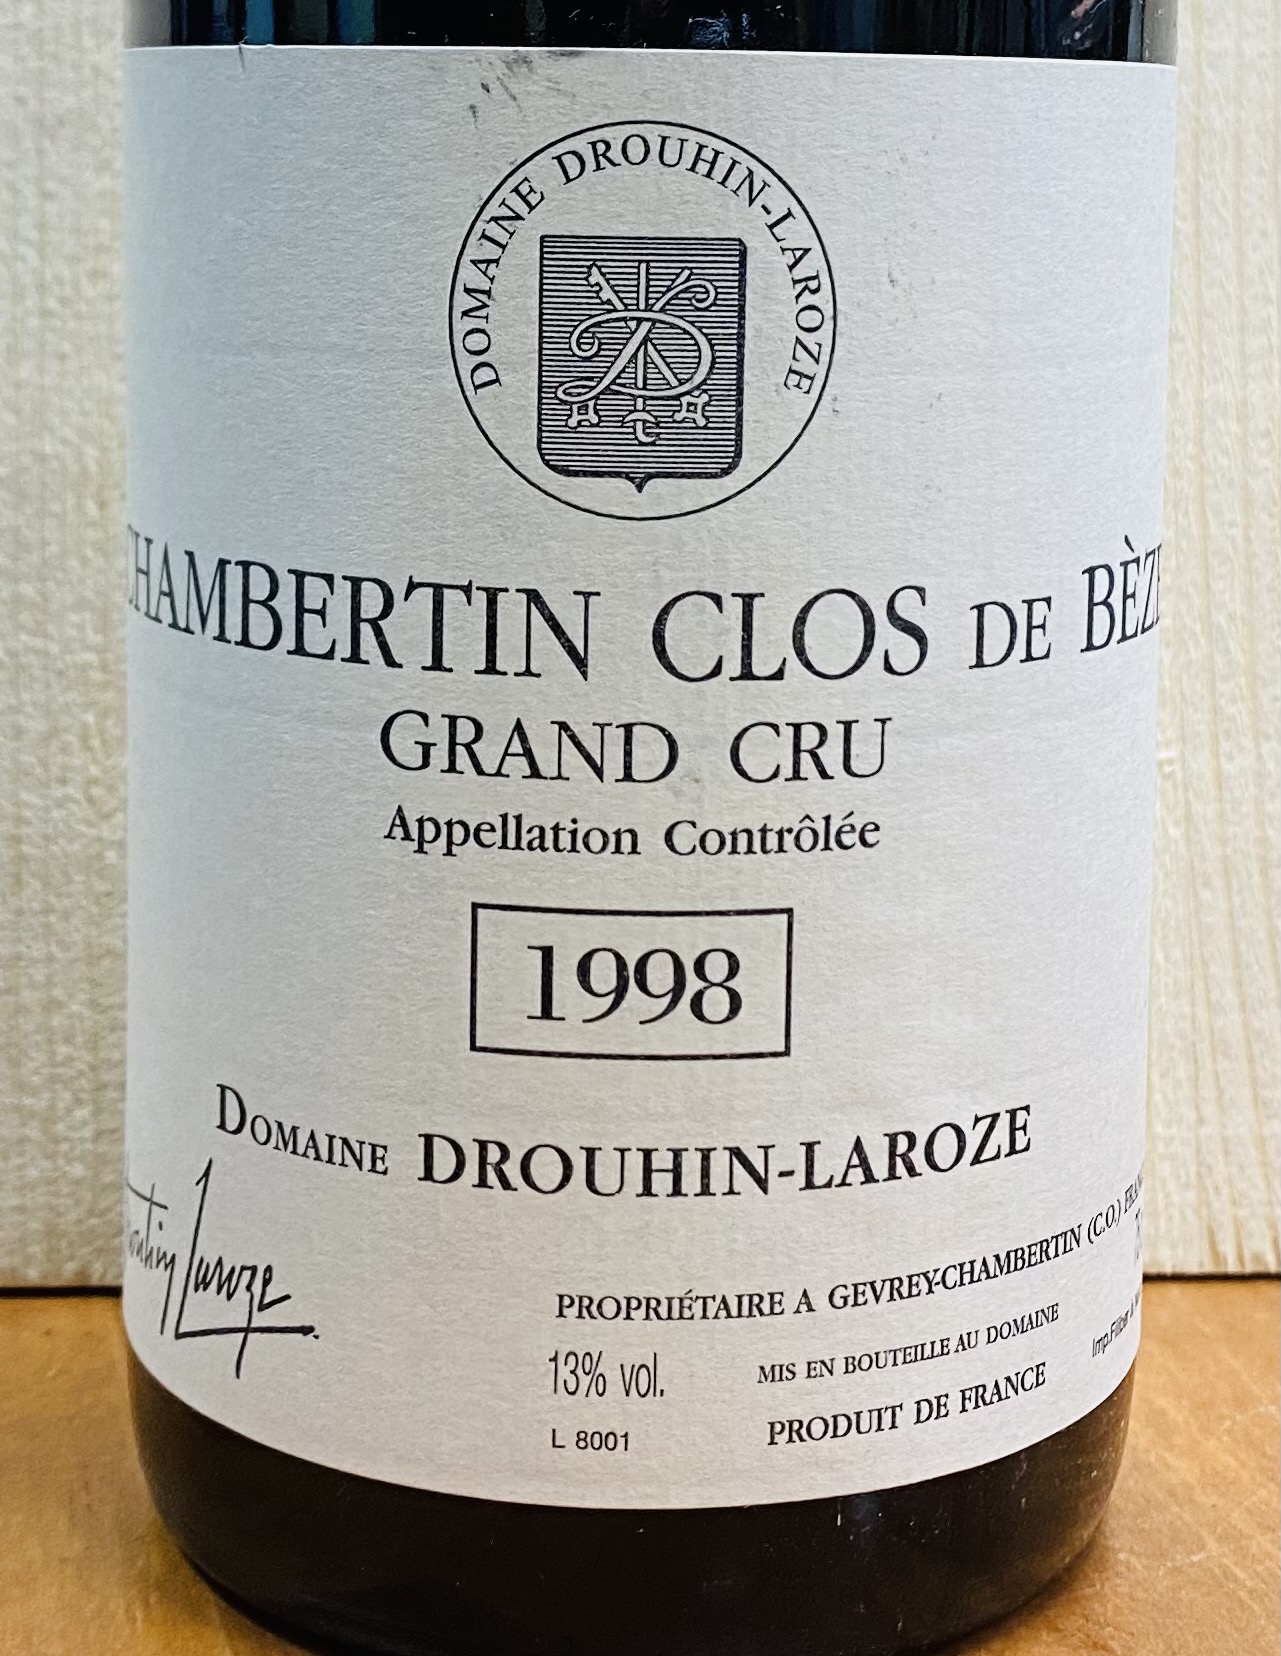 DOMAINE DROUHIN-LAROZE
CHAMBERTIN CLOS DE BÈZE
GRAND CRU
Appellation Contrôlée
1998
DOMAINE DROUHIN-LAROZE
Laroze
PROPRIÉTAIRE A GEVREY-CHAMBERTIN (C.O.)
13% vol.
MIS EN BOUTEILLE AU DOMAINE
L 8001
PRODUIT DE FRANCE